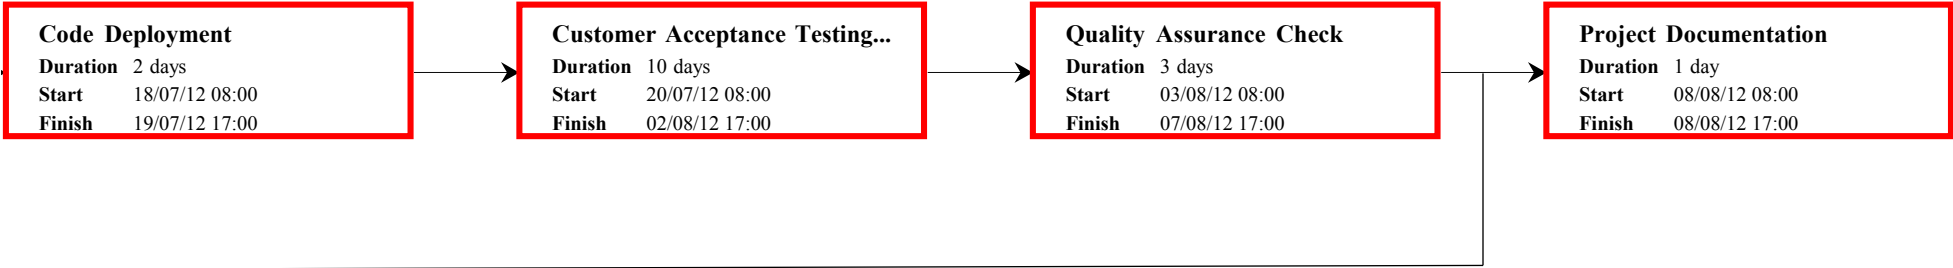 Code Deployment
Duration 2 days
Start 18/07/12 08:00
Finish 19/07/12 17:00
Customer Acceptance Testing...
Duration 10 days
Start 20/07/12 08:00
Finish 02/08/12 17:00
Quality Assurance Check
Duration 3 days
Start 03/08/12 08:00
Finish 07/08/12 17:00
Project Documentation
Duration 1 day
Start 08/08/12 08:00
Finish 08/08/12 17:00